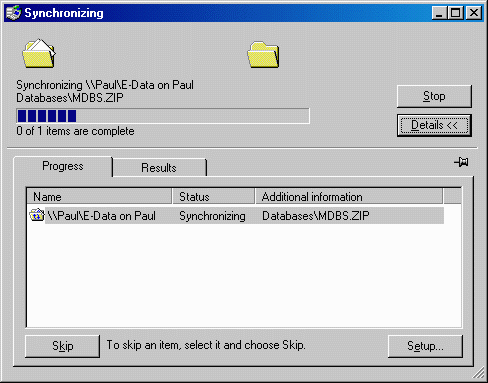 Synchronizing
Synchronizing \\Paul\E-Data on Paul
Databases\MDBS.ZIP
Stop
0 of 1 items are complete
Details <<
Progress
Results
Name Status Additional information
\\Paul\E-Data on Paul Synchronizing Databases\MDBS.ZIP
Skip To skip an item, select it and choose Skip. Setup...